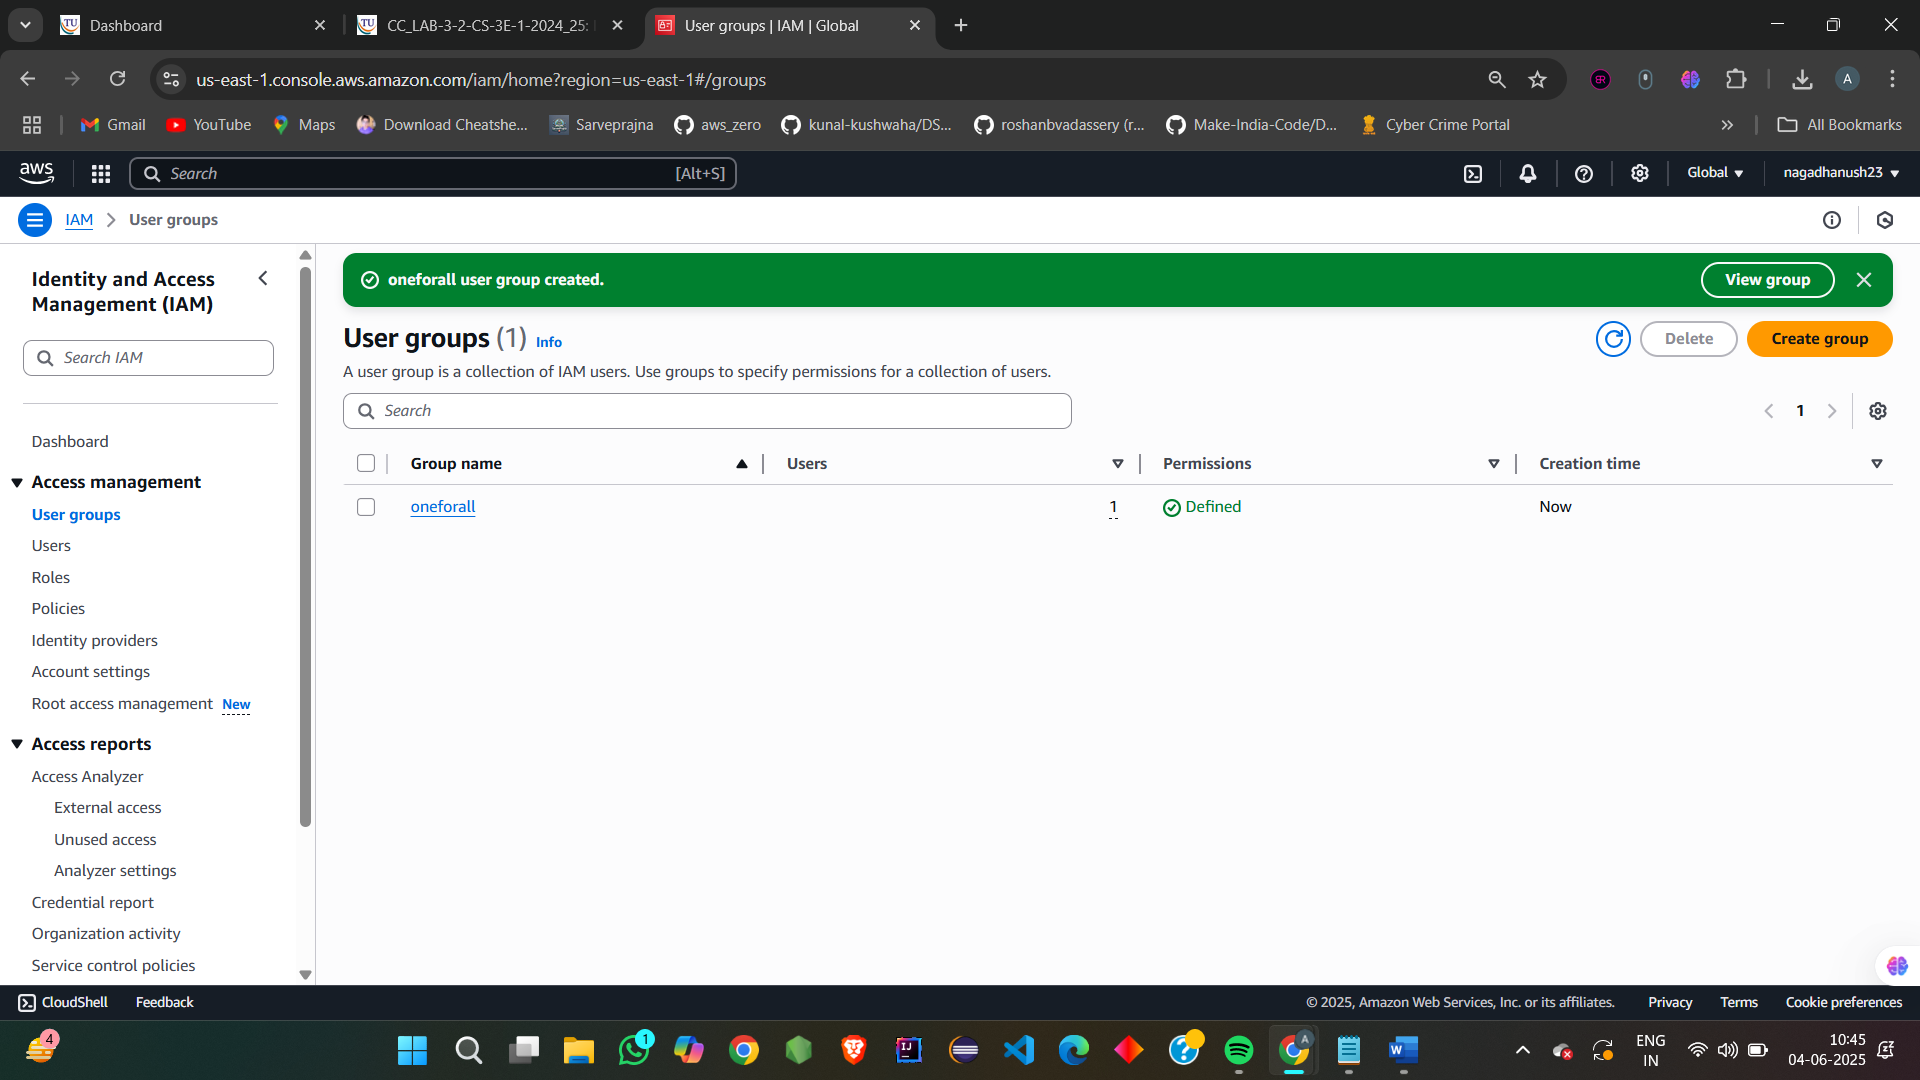 Dashboard
CC_LAB-3-2-CS-3E-1-2024_25:
User groups | IAM | Global
us-east-1.console.aws.amazon.com/iam/home?region=us-east-1#/groups
A
Gmail
YouTube
Maps
Download Cheatshe...
Sarveprajna
aws_zero
kunal-kushwaha/DS...
roshanbvadassery (r...
Make-India-Code/D...
Cyber Crime Portal
All Bookmarks
aws
Search
[Alt+S]
Global
nagadhanush23
IAM
User groups
Identity and Access
Management (IAM)
Search IAM
Dashboard
Access management
User groups
Users
Roles
Policies
Identity providers
Account settings
Root access management New
Access reports
Access Analyzer
External access
Unused access
Analyzer settings
Credential report
Organization activity
Service control policies
oneforall user group created.
View group
User groups (1) Info
Delete
Create group
A user group is a collection of IAM users. Use groups to specify permissions for a collection of users.
Search
1
Group name
Users
Permissions
Creation time
oneforall
1
Defined
Now
CloudShell
Feedback
© 2025, Amazon Web Services, Inc. or its affiliates.
Privacy
Terms
Cookie preferences
4
1
ENG
IN
10:45
04-06-2025